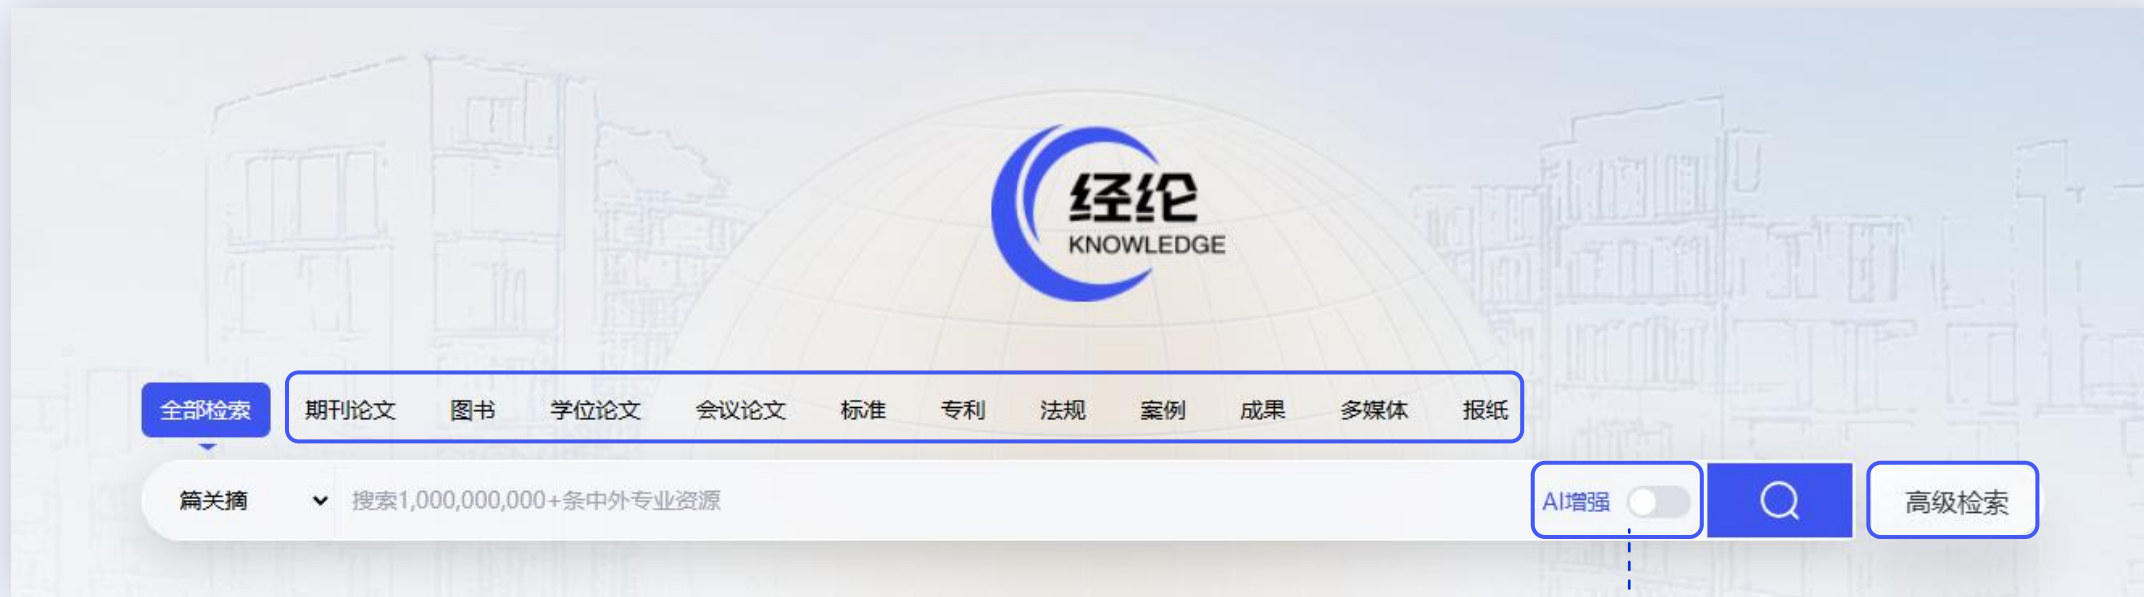 经纶
KNOWLEDGE
全部检索 期刊论文 图书 学位论文 会议论文 标准 专利 法规 案例 成果 多媒体 报纸
篇关摘 搜索1,000,000,000+条中外专业资源 AI增强 高级检索